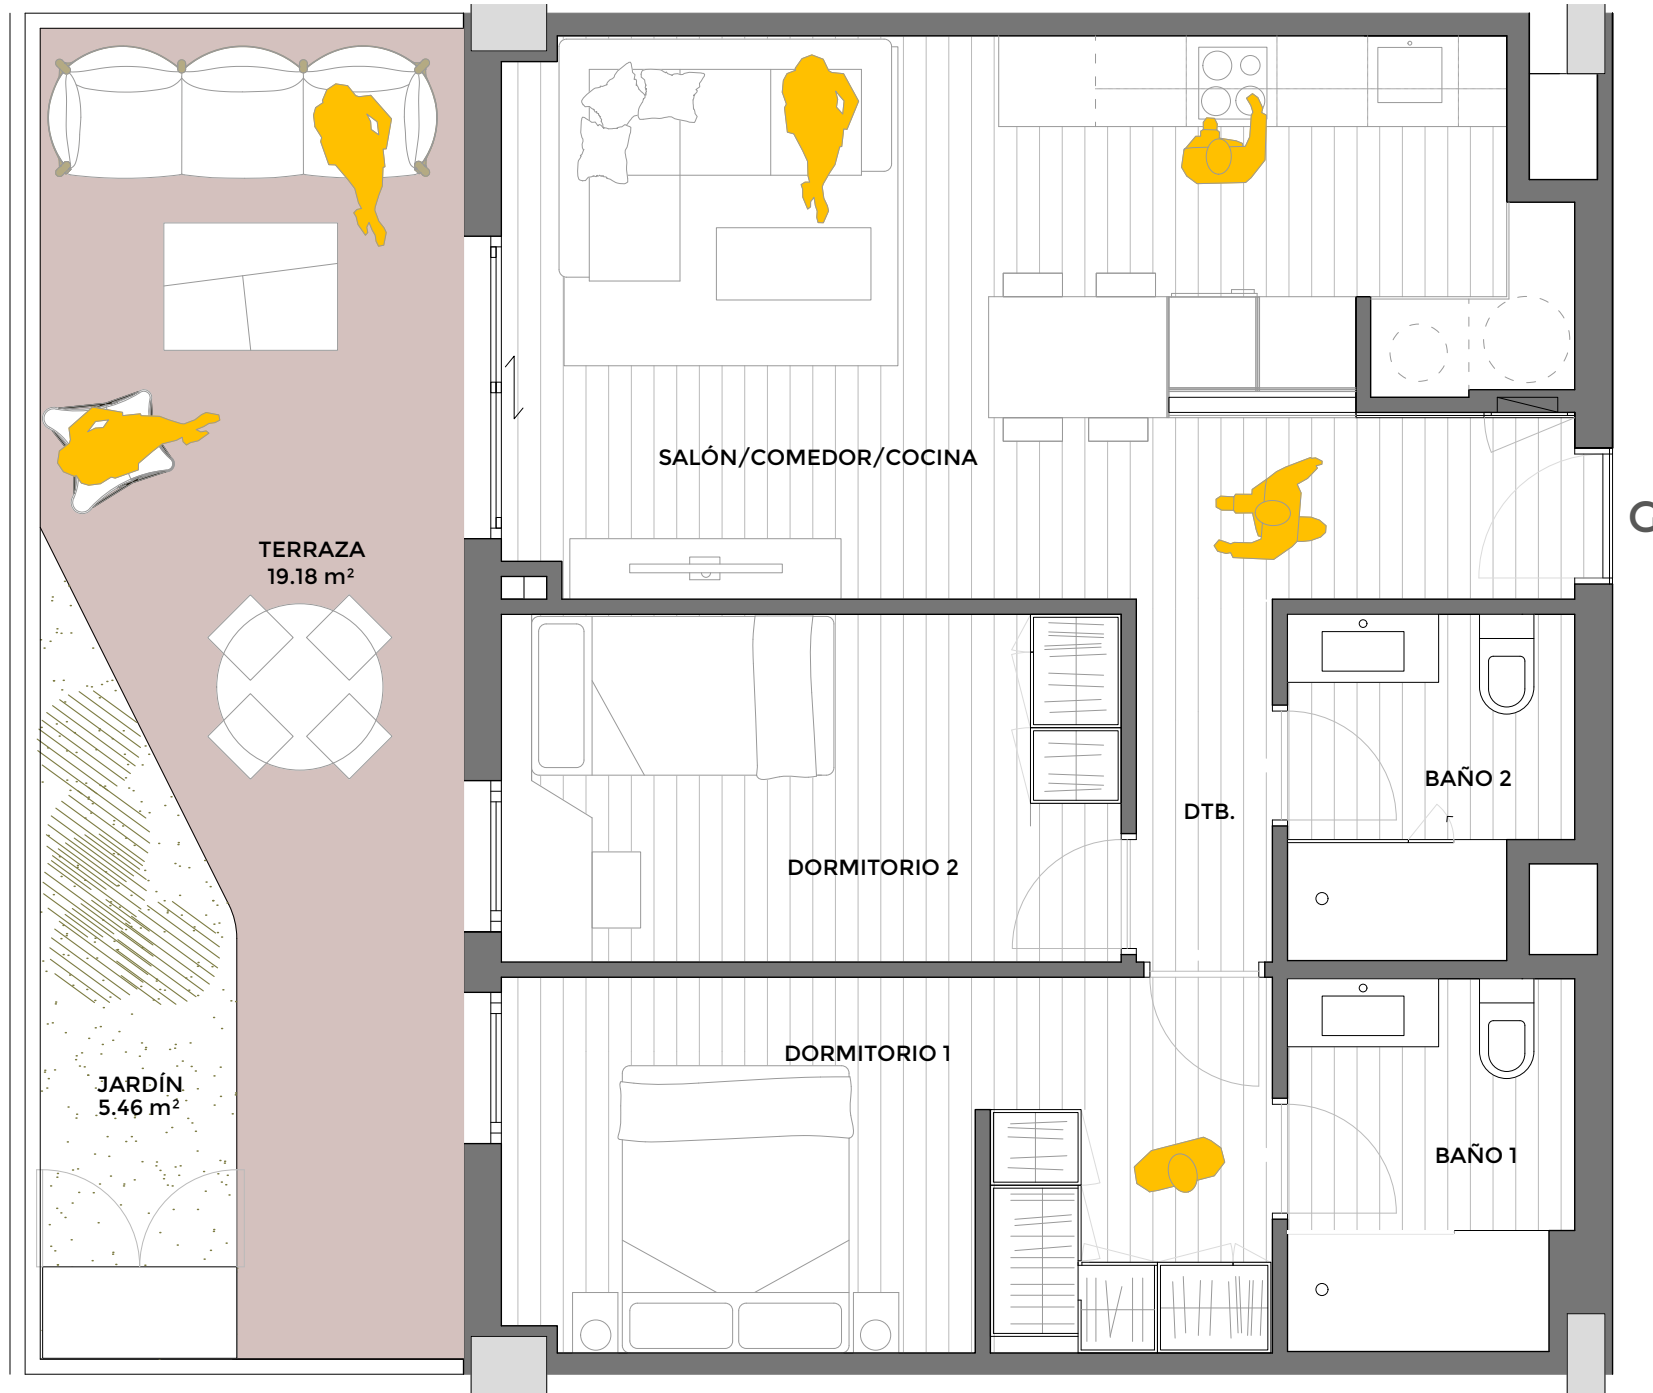 SALÓN/COMEDOR/COCINA
TERRAZA
19.18 m²
BAÑO 2
DTB.
DORMITORIO 2
DORMITORIO 1
JARDÍN
5.46 m²
BAÑO 1